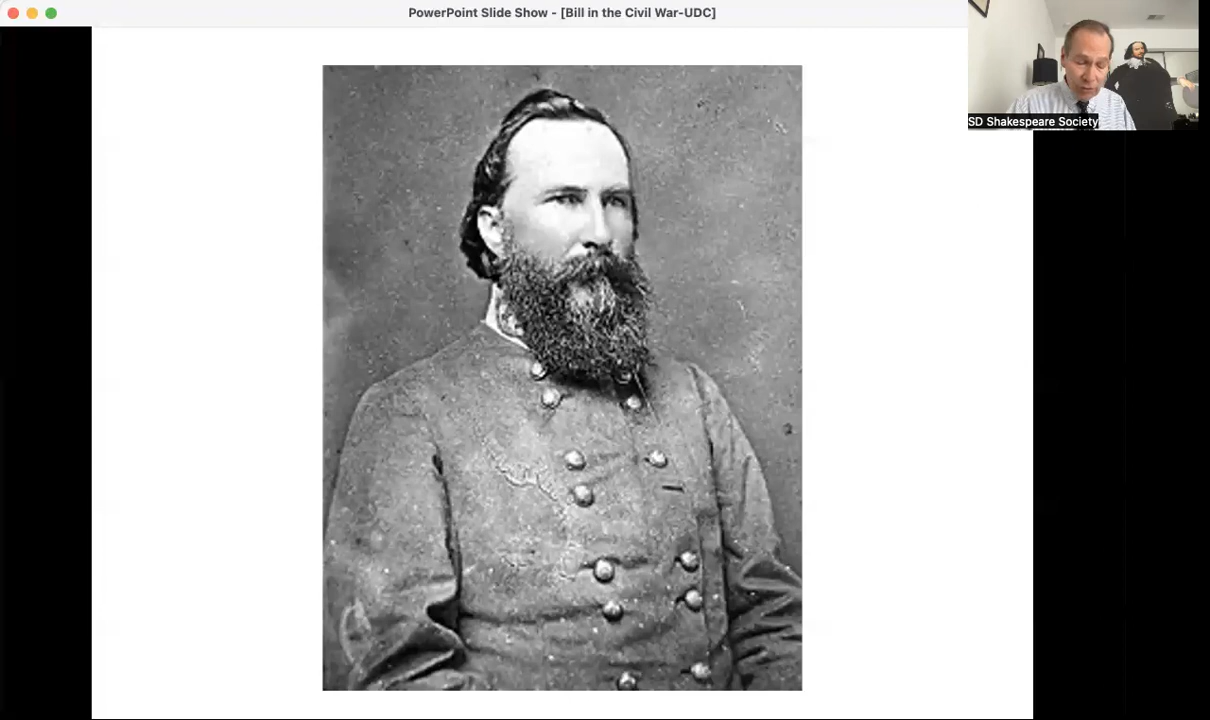 PowerPoint Slide Show - [Bill in the Civil War-UDC]
SD Shakespeare Society